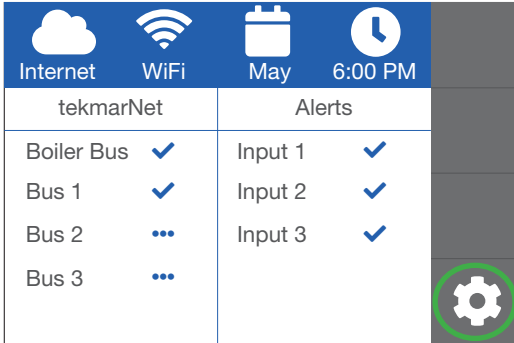 Internet WiFi May 6:00 PM
tekmarNet Alerts
Boiler Bus Input 1
Bus 1 Input 2
Bus 2 Input 3
Bus 3